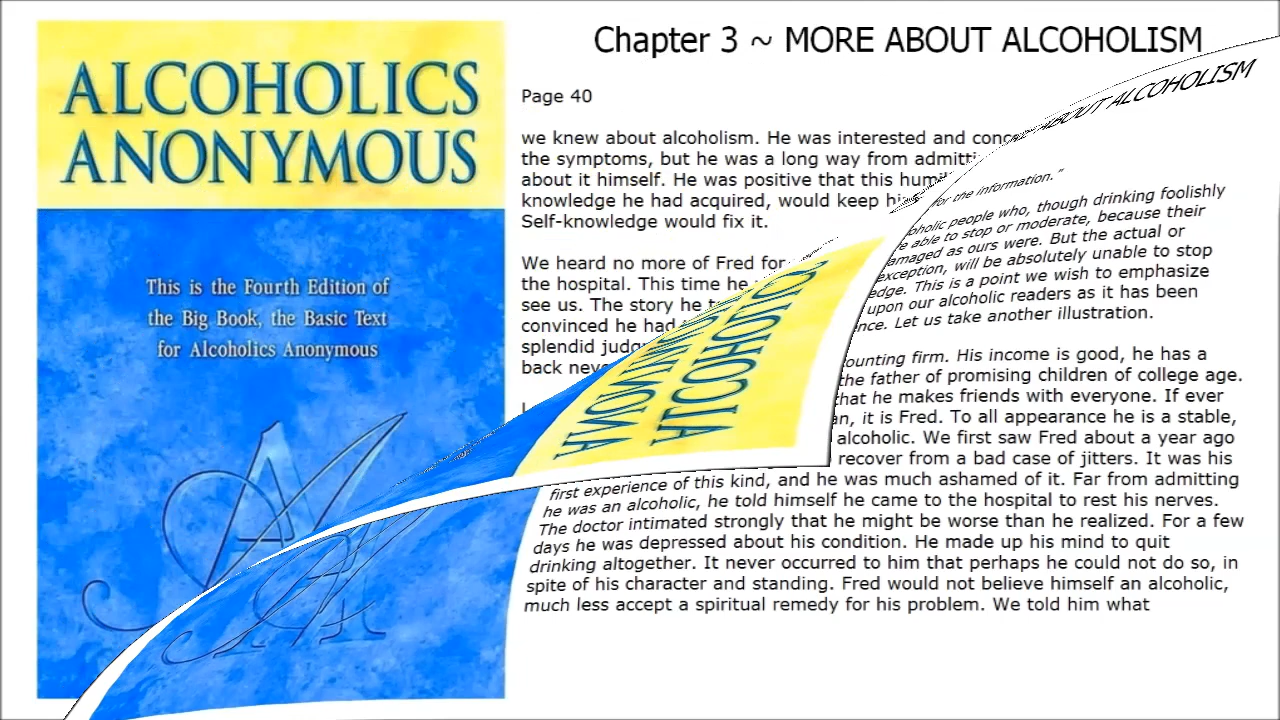 ALCOHOLICS
ANONYMOUS
This is the Fourth Edition of
the Big Book, the Basic Text
for Alcoholics Anonymous
Chapter 3 ~ MORE ABOUT ALCOHOLISM
Page 40
we knew about alcoholism. He was interested and
the symptoms, but he was a long way from
about it himself. He was positive that this
knowledge he had acquired, would keep
Self-knowledge would fix it.
We heard no more of Fred for
the hospital. This time he
see us. The story he
convinced he had
splendid
back
ABOUT ALCOHOLISM
for the information."
people who, though drinking foolishly
able to stop or moderate, because their
as ours were. But the actual or
exception, will be absolutely unable to stop
This is a point we wish to emphasize
upon our alcoholic readers as it has been
Let us take another illustration.
firm. His income is good, he has a
the father of promising children of college age.
that he makes friends with everyone. If ever
it is Fred. To all appearance he is a stable,
alcoholic. We first saw Fred about a year ago
recover from a bad case of jitters. It was his
first experience of this kind, and he was much ashamed of it. Far from admitting
he was an alcoholic, he told himself he came to the hospital to rest his nerves.
The doctor intimated strongly that he might be worse than he realized. For a few
days he was depressed about his condition. He made up his mind to quit
drinking altogether. It never occurred to him that perhaps he could not do so, in
spite of his character and standing. Fred would not believe himself an alcoholic,
much less accept a spiritual remedy for his problem. We told him what